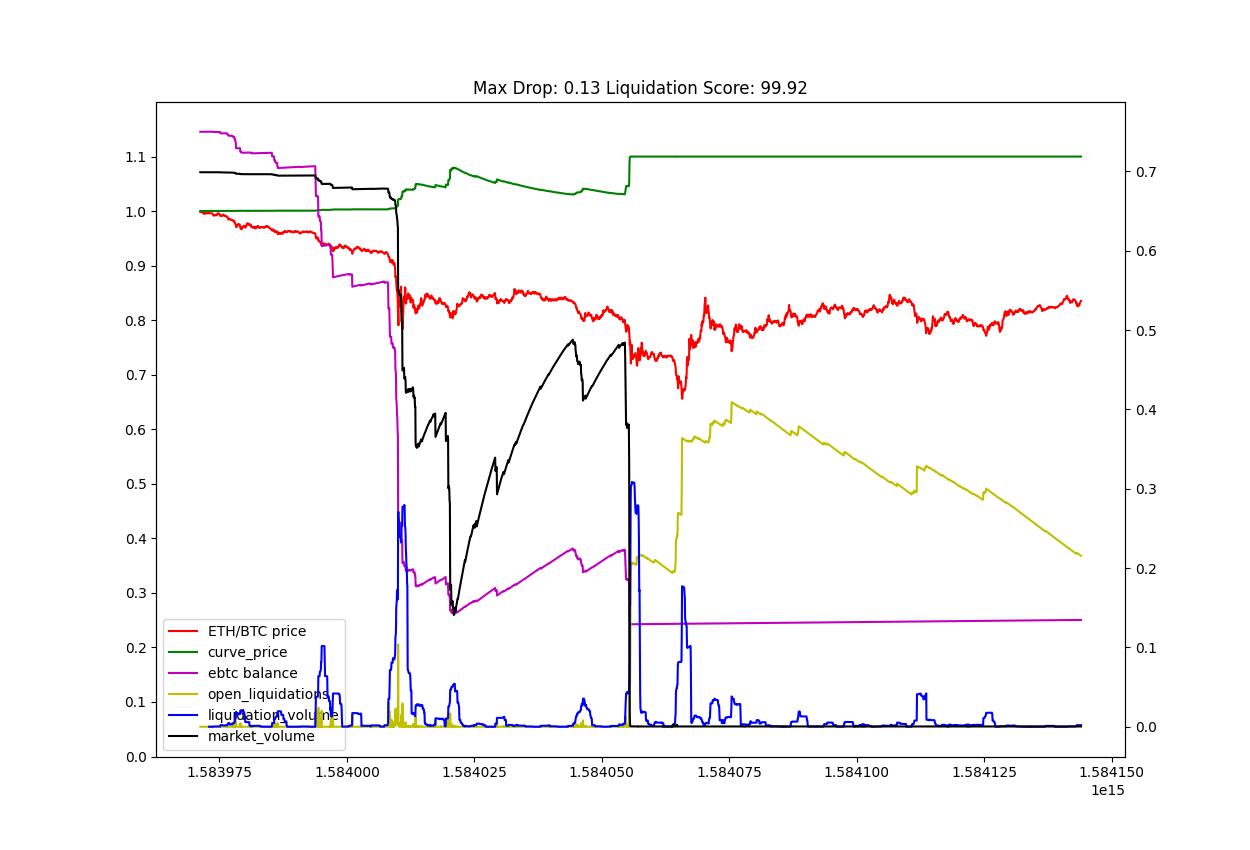 Max Drop: 0.13 Liquidation Score: 99.92
1.1
1.0
0.9
0.8
0.7
0.6
0.5
0.4
0.3
0.2
0.1
0.0
0.7
0.6
0.5
0.4
0.3
0.2
0.1
0.0
ETH/BTC price
curve_price
ebtc balance
open_liquidations
liquidation_volume
market_volume
1.583975 1.584000 1.584025 1.584050 1.584075 1.584100 1.584125 1.584150
1e15